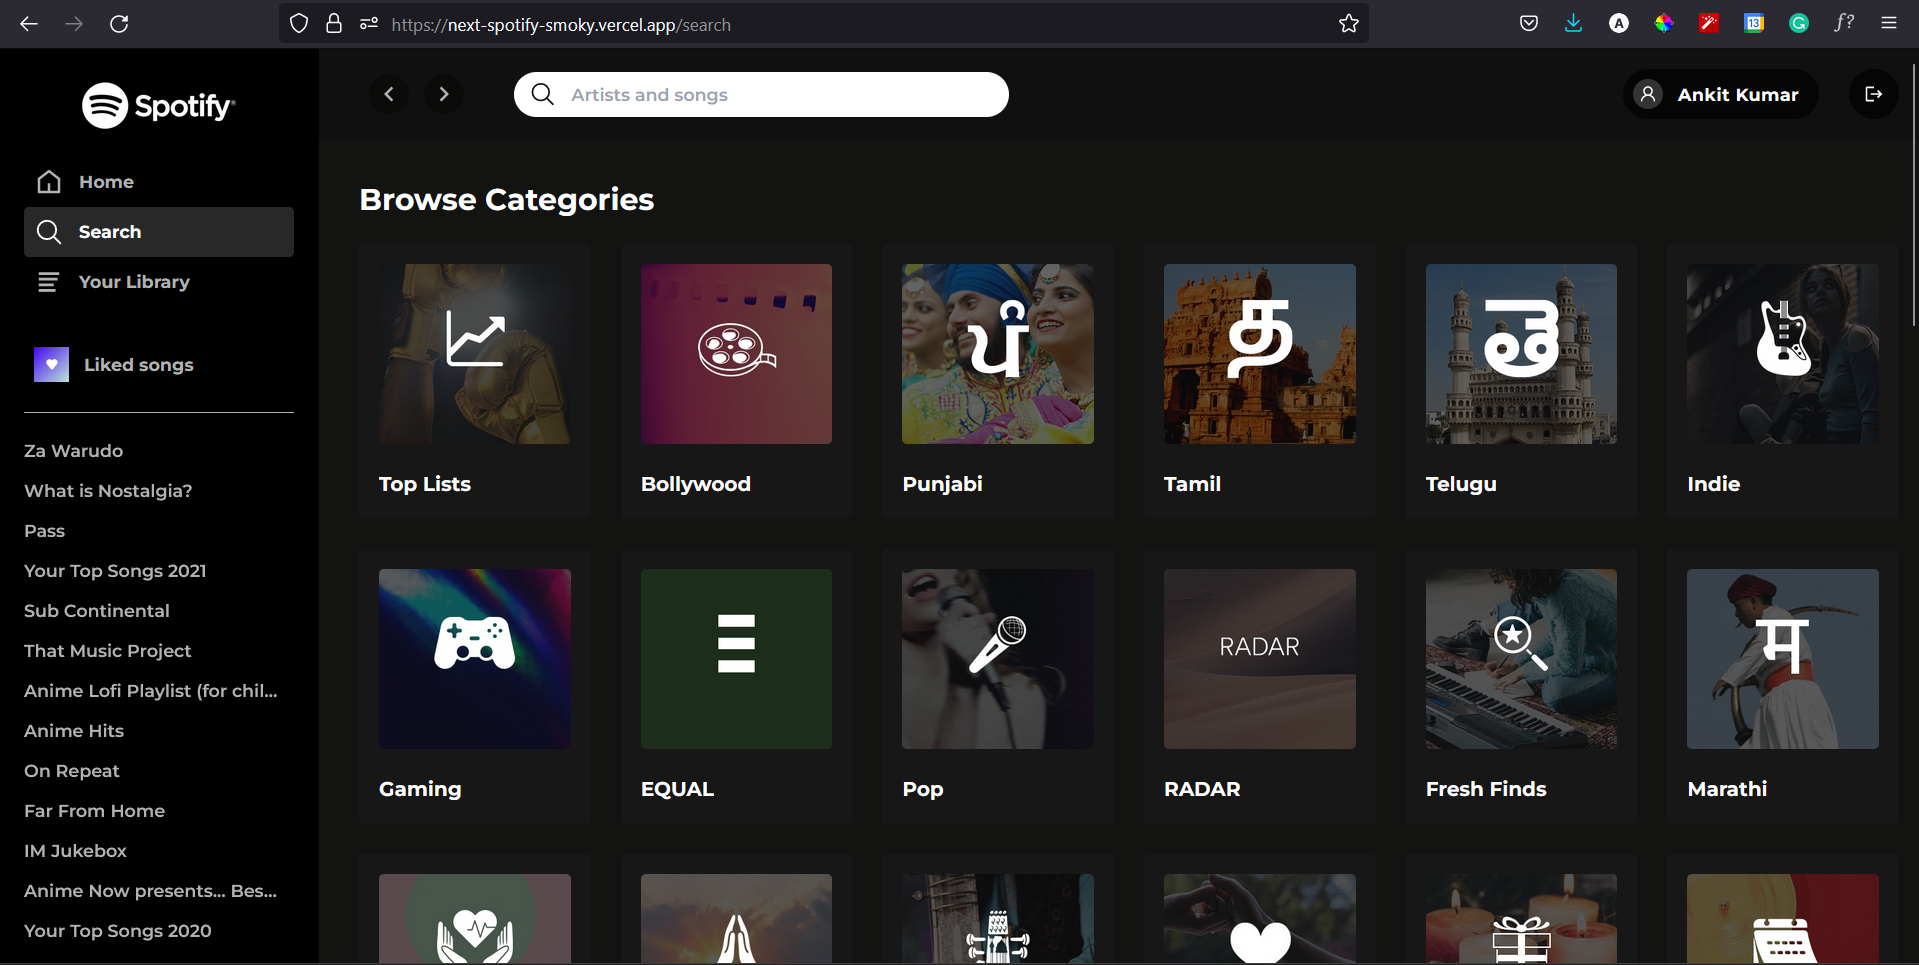 https://next-spotify-smoky.vercel.app/search
A
13
G
f?
Spotify
Artists and songs
Ankit Kumar
Home
Search
Your Library
Liked songs
Za Warudo
What is Nostalgia?
Pass
Your Top Songs 2021
Sub Continental
That Music Project
Anime Lofi Playlist (for chil...
Anime Hits
On Repeat
Far From Home
IM Jukebox
Anime Now presents... Bes...
Your Top Songs 2020
Browse Categories
ਪੰ
த
తె
Top Lists
Bollywood
Punjabi
Tamil
Telugu
Indie
RADAR
म
Gaming
EQUAL
Pop
RADAR
Fresh Finds
Marathi